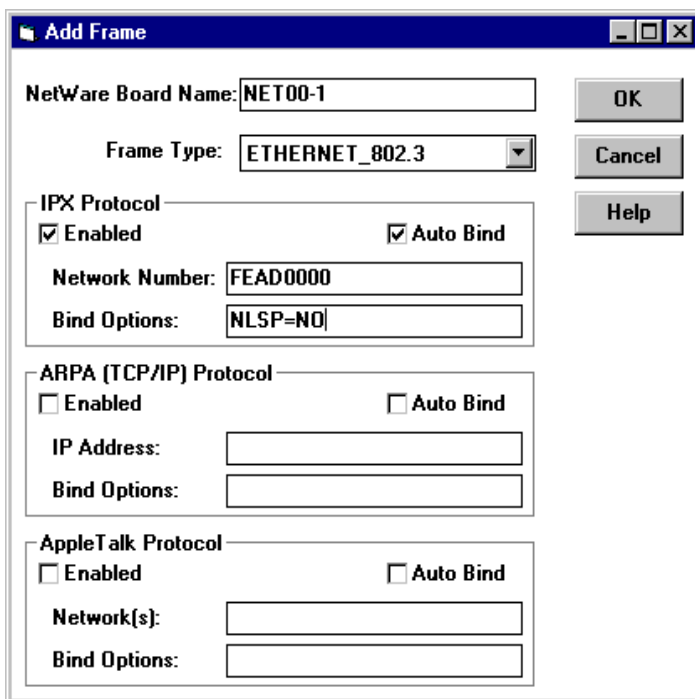 Add Frame
NetWare Board Name: NET00-1
OK
Frame Type: ETHERNET_802.3
Cancel
IPX Protocol
Help
Enabled Auto Bind
Network Number: FEAD0000
Bind Options: NLSP=NO
ARPA (TCP/IP) Protocol
Enabled Auto Bind
IP Address:
Bind Options:
AppleTalk Protocol
Enabled Auto Bind
Network(s):
Bind Options: